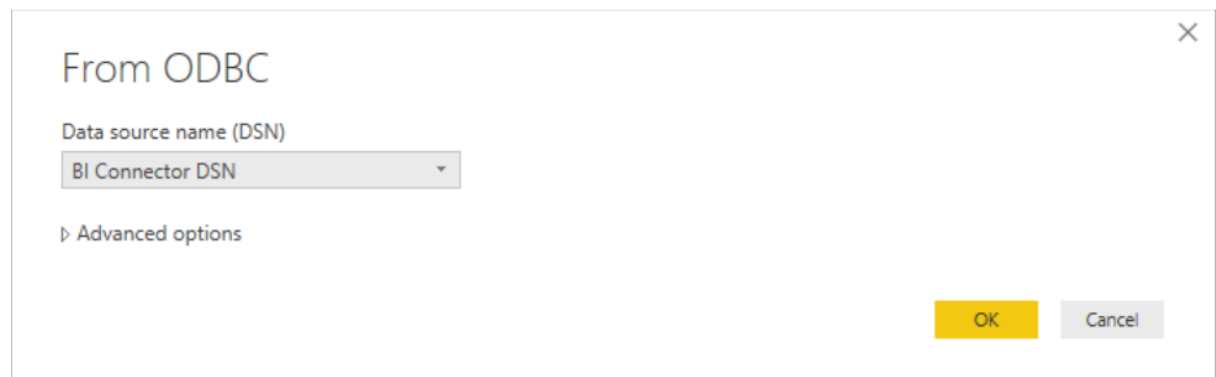 From ODBC
Data source name (DSN)
BI Connector DSN
Advanced options
OK Cancel